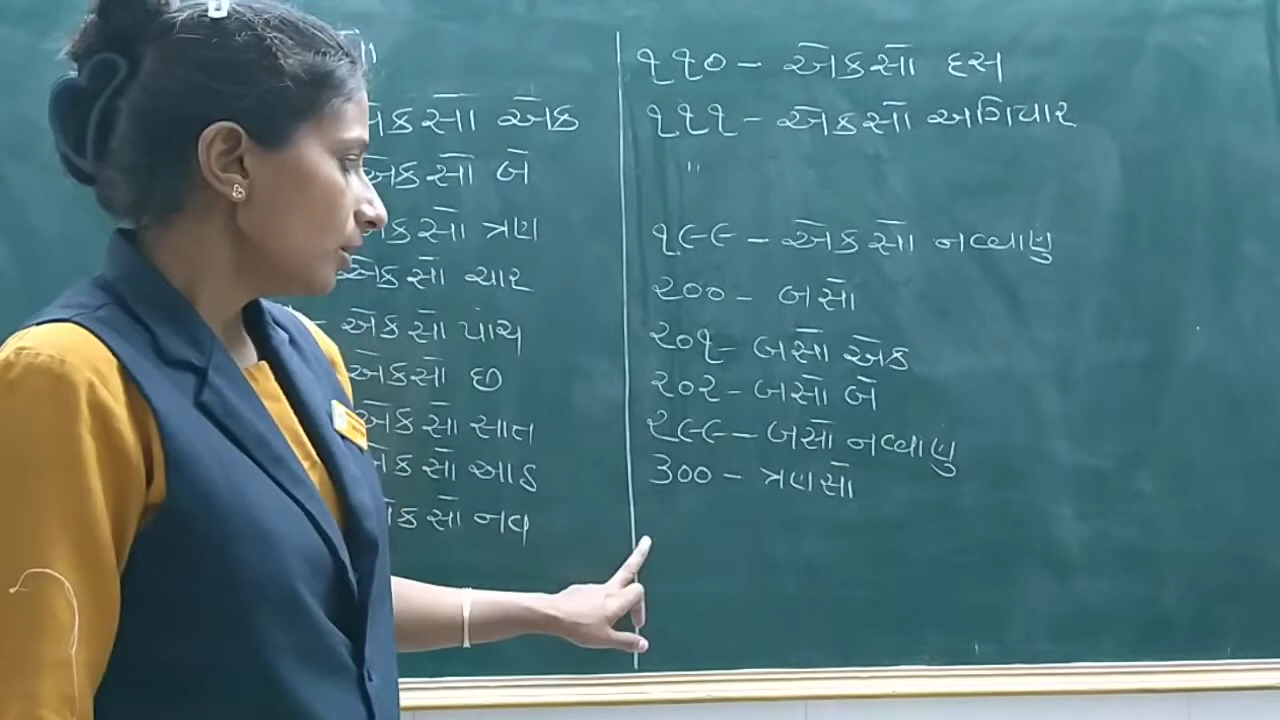 એકસો એક
એકસો બે
એકસો ત્રણ
એકસો ચાર
– એકસો પાંચ
એકસો છ
એકસો સાત
એકસો આઠ
એકસો નવ
૧૧૦ – એકસો દસ
૧૧૧ – એકસો અગિયાર
"
૧૯૯ – એકસો નવ્વાણુ
૨૦૦ – બસો
૨૦૧ – બસો એક
૨૦૨ – બસો બે
૨૯૯ – બસો નવ્વાણુ
૩૦૦ – ત્રણસો